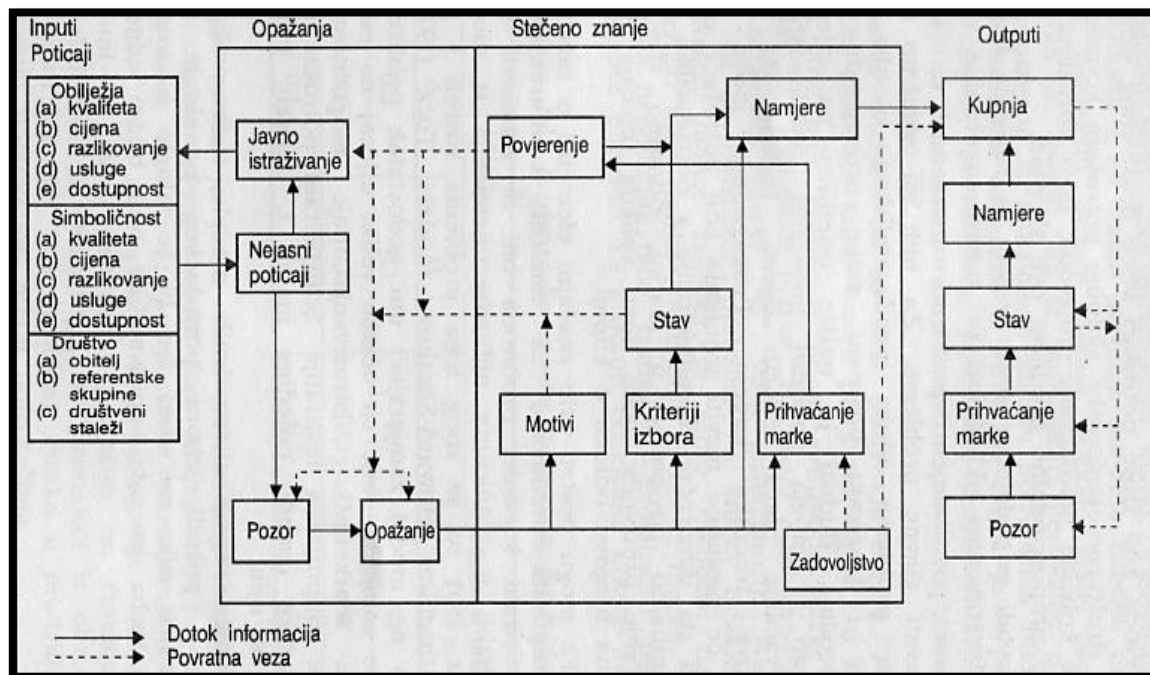 Inputi
Poticaji
Obilježja
(a) kvaliteta
(b) cijena
(c) razlikovanje
(d) usluge
(e) dostupnost
Simboličnost
(a) kvaliteta
(b) cijena
(c) razlikovanje
(d) usluge
(e) dostupnost
Društvo
(a) obitelj
(b) referentske
skupine
(c) društveni
staleži
Opažanja
Javno
istraživanje
Nejasni
poticaji
Pozor
Opažanje
Stečeno znanje
Povjerenje
Namjere
Stav
Motivi
Kriteriji
izbora
Prihvaćanje
marke
Zadovoljstvo
Outputi
Kupnja
Namjere
Stav
Prihvaćanje
marke
Pozor
Dotok informacija
Povratna veza